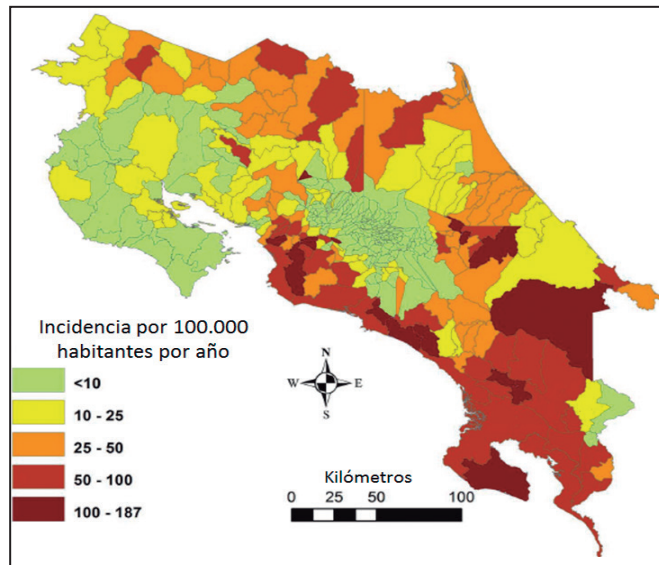 Incidencia por 100.000
habitantes por año
<10
10 - 25
25 - 50
50 - 100
100 - 187
N
W E
S
Kilómetros
0 25 50 100